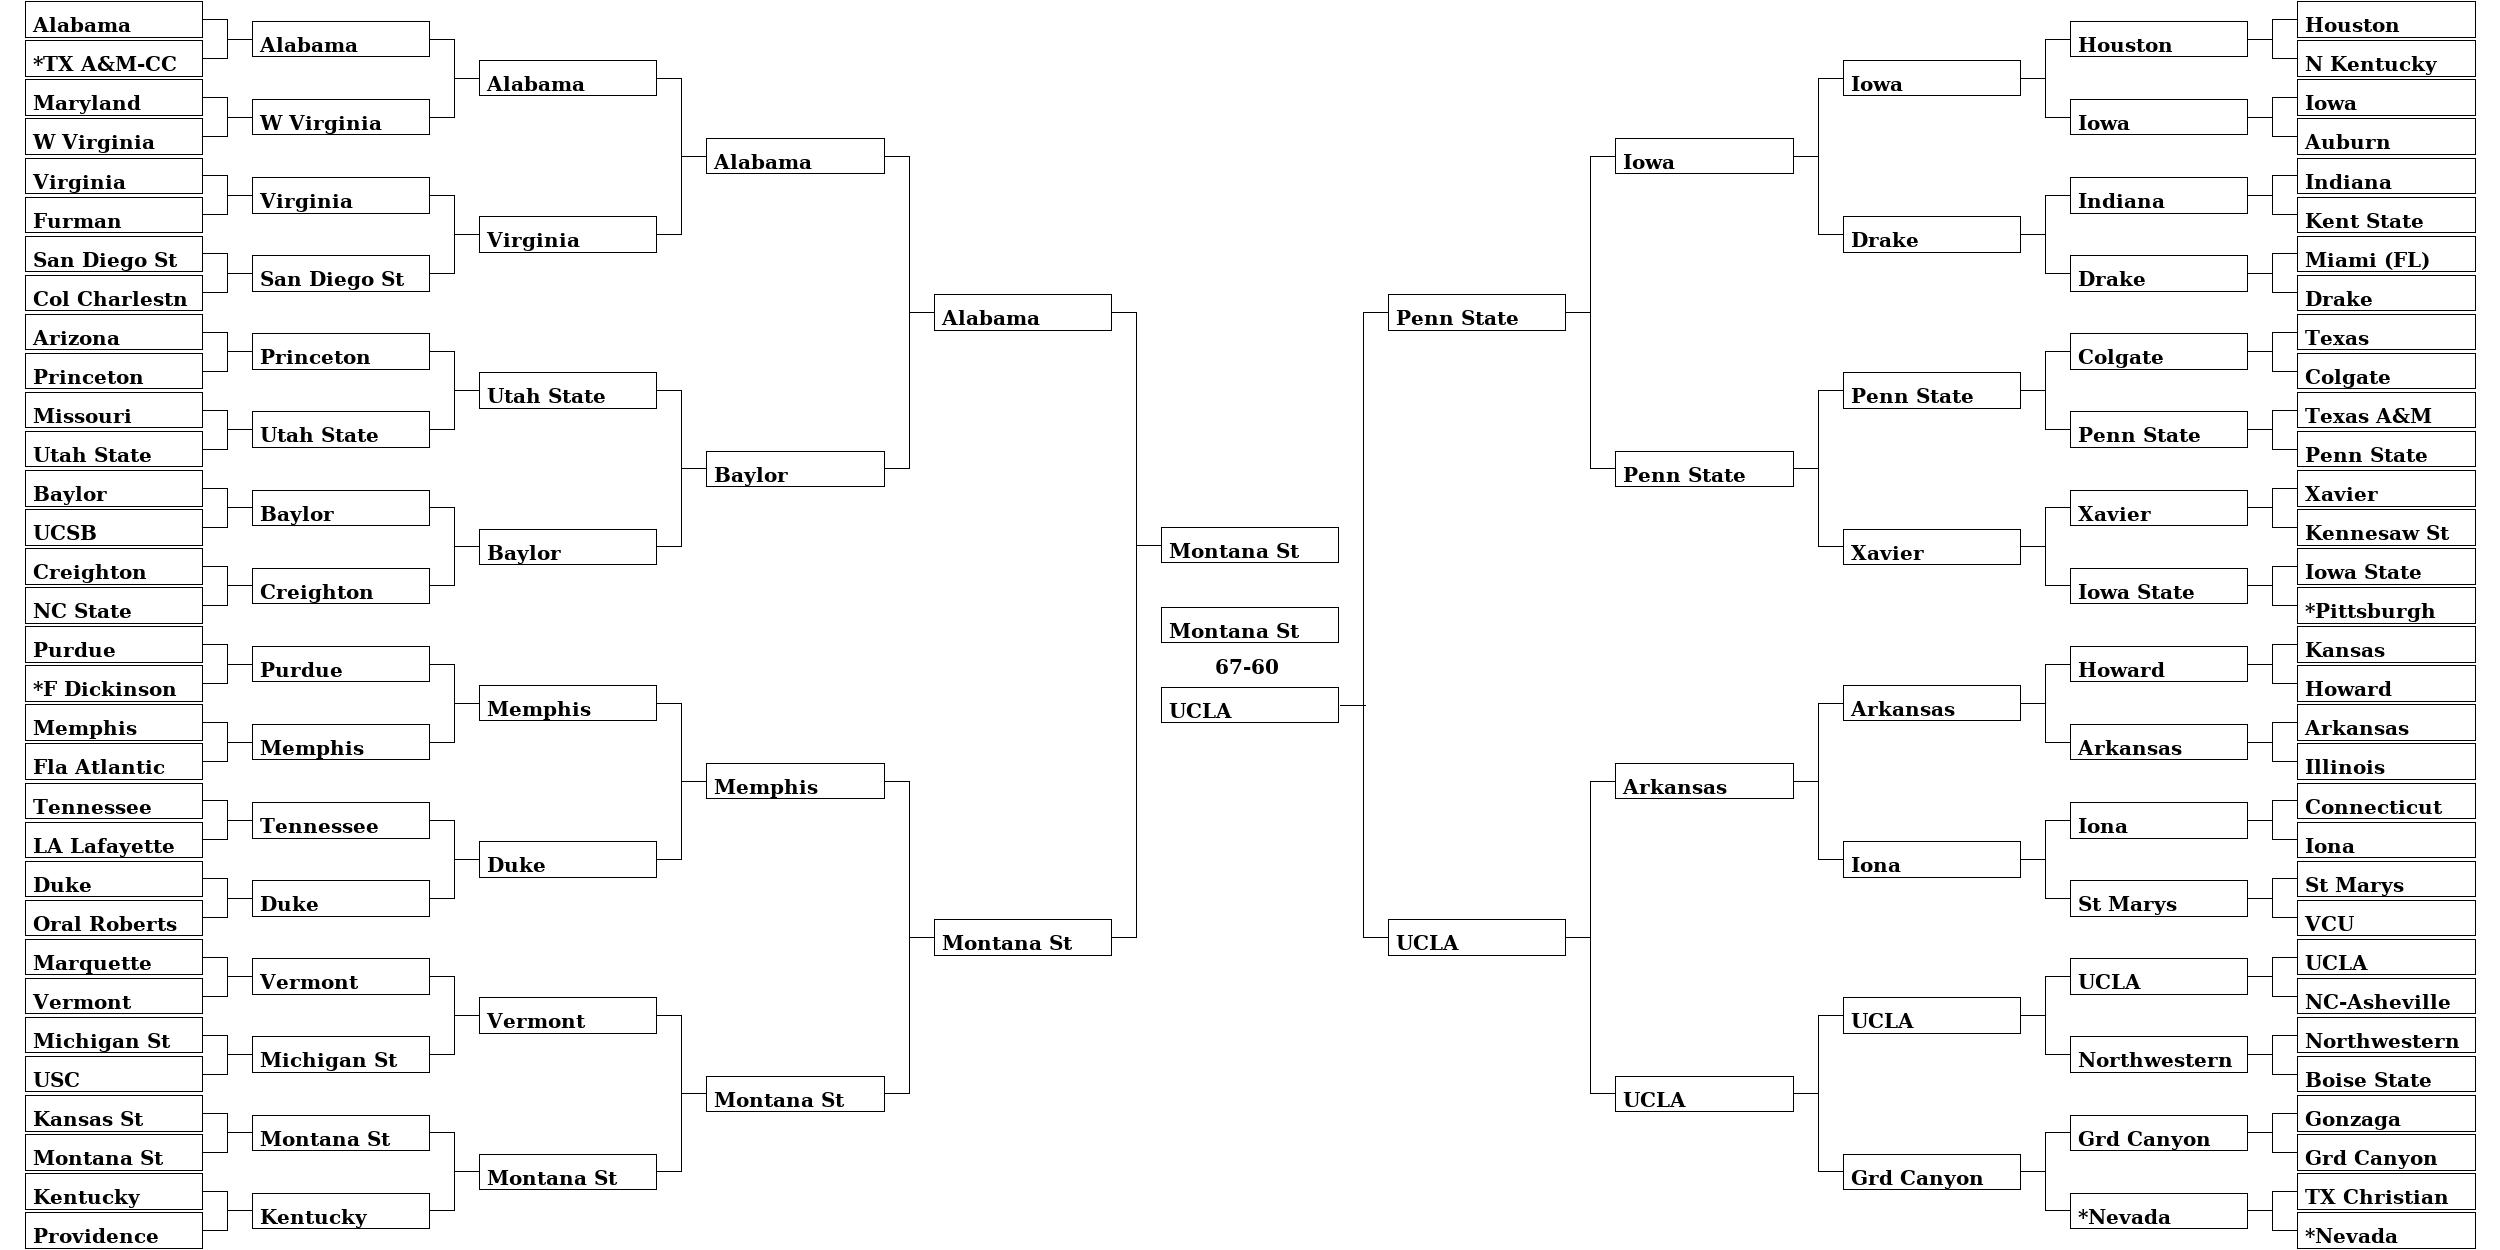 Alabama
*TX A&M-CC
Maryland
W Virginia
Virginia
Furman
San Diego St
Col Charlestn
Arizona
Princeton
Missouri
Utah State
Baylor
UCSB
Creighton
NC State
Purdue
*F Dickinson
Memphis
Fla Atlantic
Tennessee
LA Lafayette
Duke
Oral Roberts
Marquette
Vermont
Michigan St
USC
Kansas St
Montana St
Kentucky
Providence
Alabama
W Virginia
Virginia
San Diego St
Princeton
Utah State
Baylor
Creighton
Purdue
Memphis
Tennessee
Duke
Vermont
Michigan St
Montana St
Kentucky
Alabama
Virginia
Utah State
Baylor
Memphis
Duke
Vermont
Montana St
Alabama
Baylor
Memphis
Montana St
Alabama
Montana St
Montana St
Montana St
67-60
UCLA
Penn State
UCLA
Iowa
Penn State
Arkansas
UCLA
Iowa
Drake
Penn State
Xavier
Arkansas
Iona
UCLA
Grd Canyon
Houston
Iowa
Indiana
Drake
Colgate
Penn State
Xavier
Iowa State
Howard
Arkansas
Iona
St Marys
UCLA
Northwestern
Grd Canyon
*Nevada
Houston
N Kentucky
Iowa
Auburn
Indiana
Kent State
Miami (FL)
Drake
Texas
Colgate
Texas A&M
Penn State
Xavier
Kennesaw St
Iowa State
*Pittsburgh
Kansas
Howard
Arkansas
Illinois
Connecticut
Iona
St Marys
VCU
UCLA
NC-Asheville
Northwestern
Boise State
Gonzaga
Grd Canyon
TX Christian
*Nevada